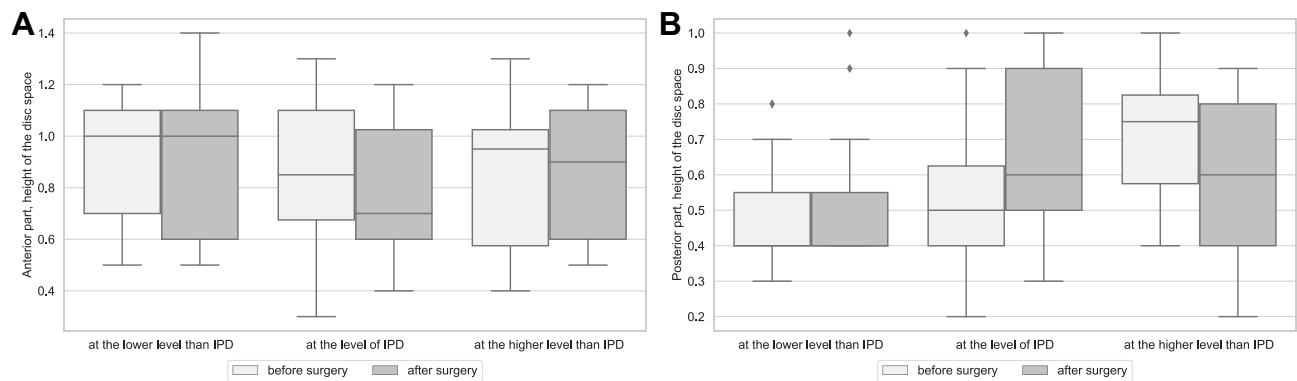 A
Anterior part, height of the disc space
1.4
1.2
1.0
0.8
0.6
0.4
at the lower level than IPD
at the level of IPD
at the higher level than IPD
before surgery
after surgery
B
Posterior part, height of the disc space
1.0
0.9
0.8
0.7
0.6
0.5
0.4
0.3
0.2
at the lower level than IPD
at the level of IPD
at the higher level than IPD
before surgery
after surgery